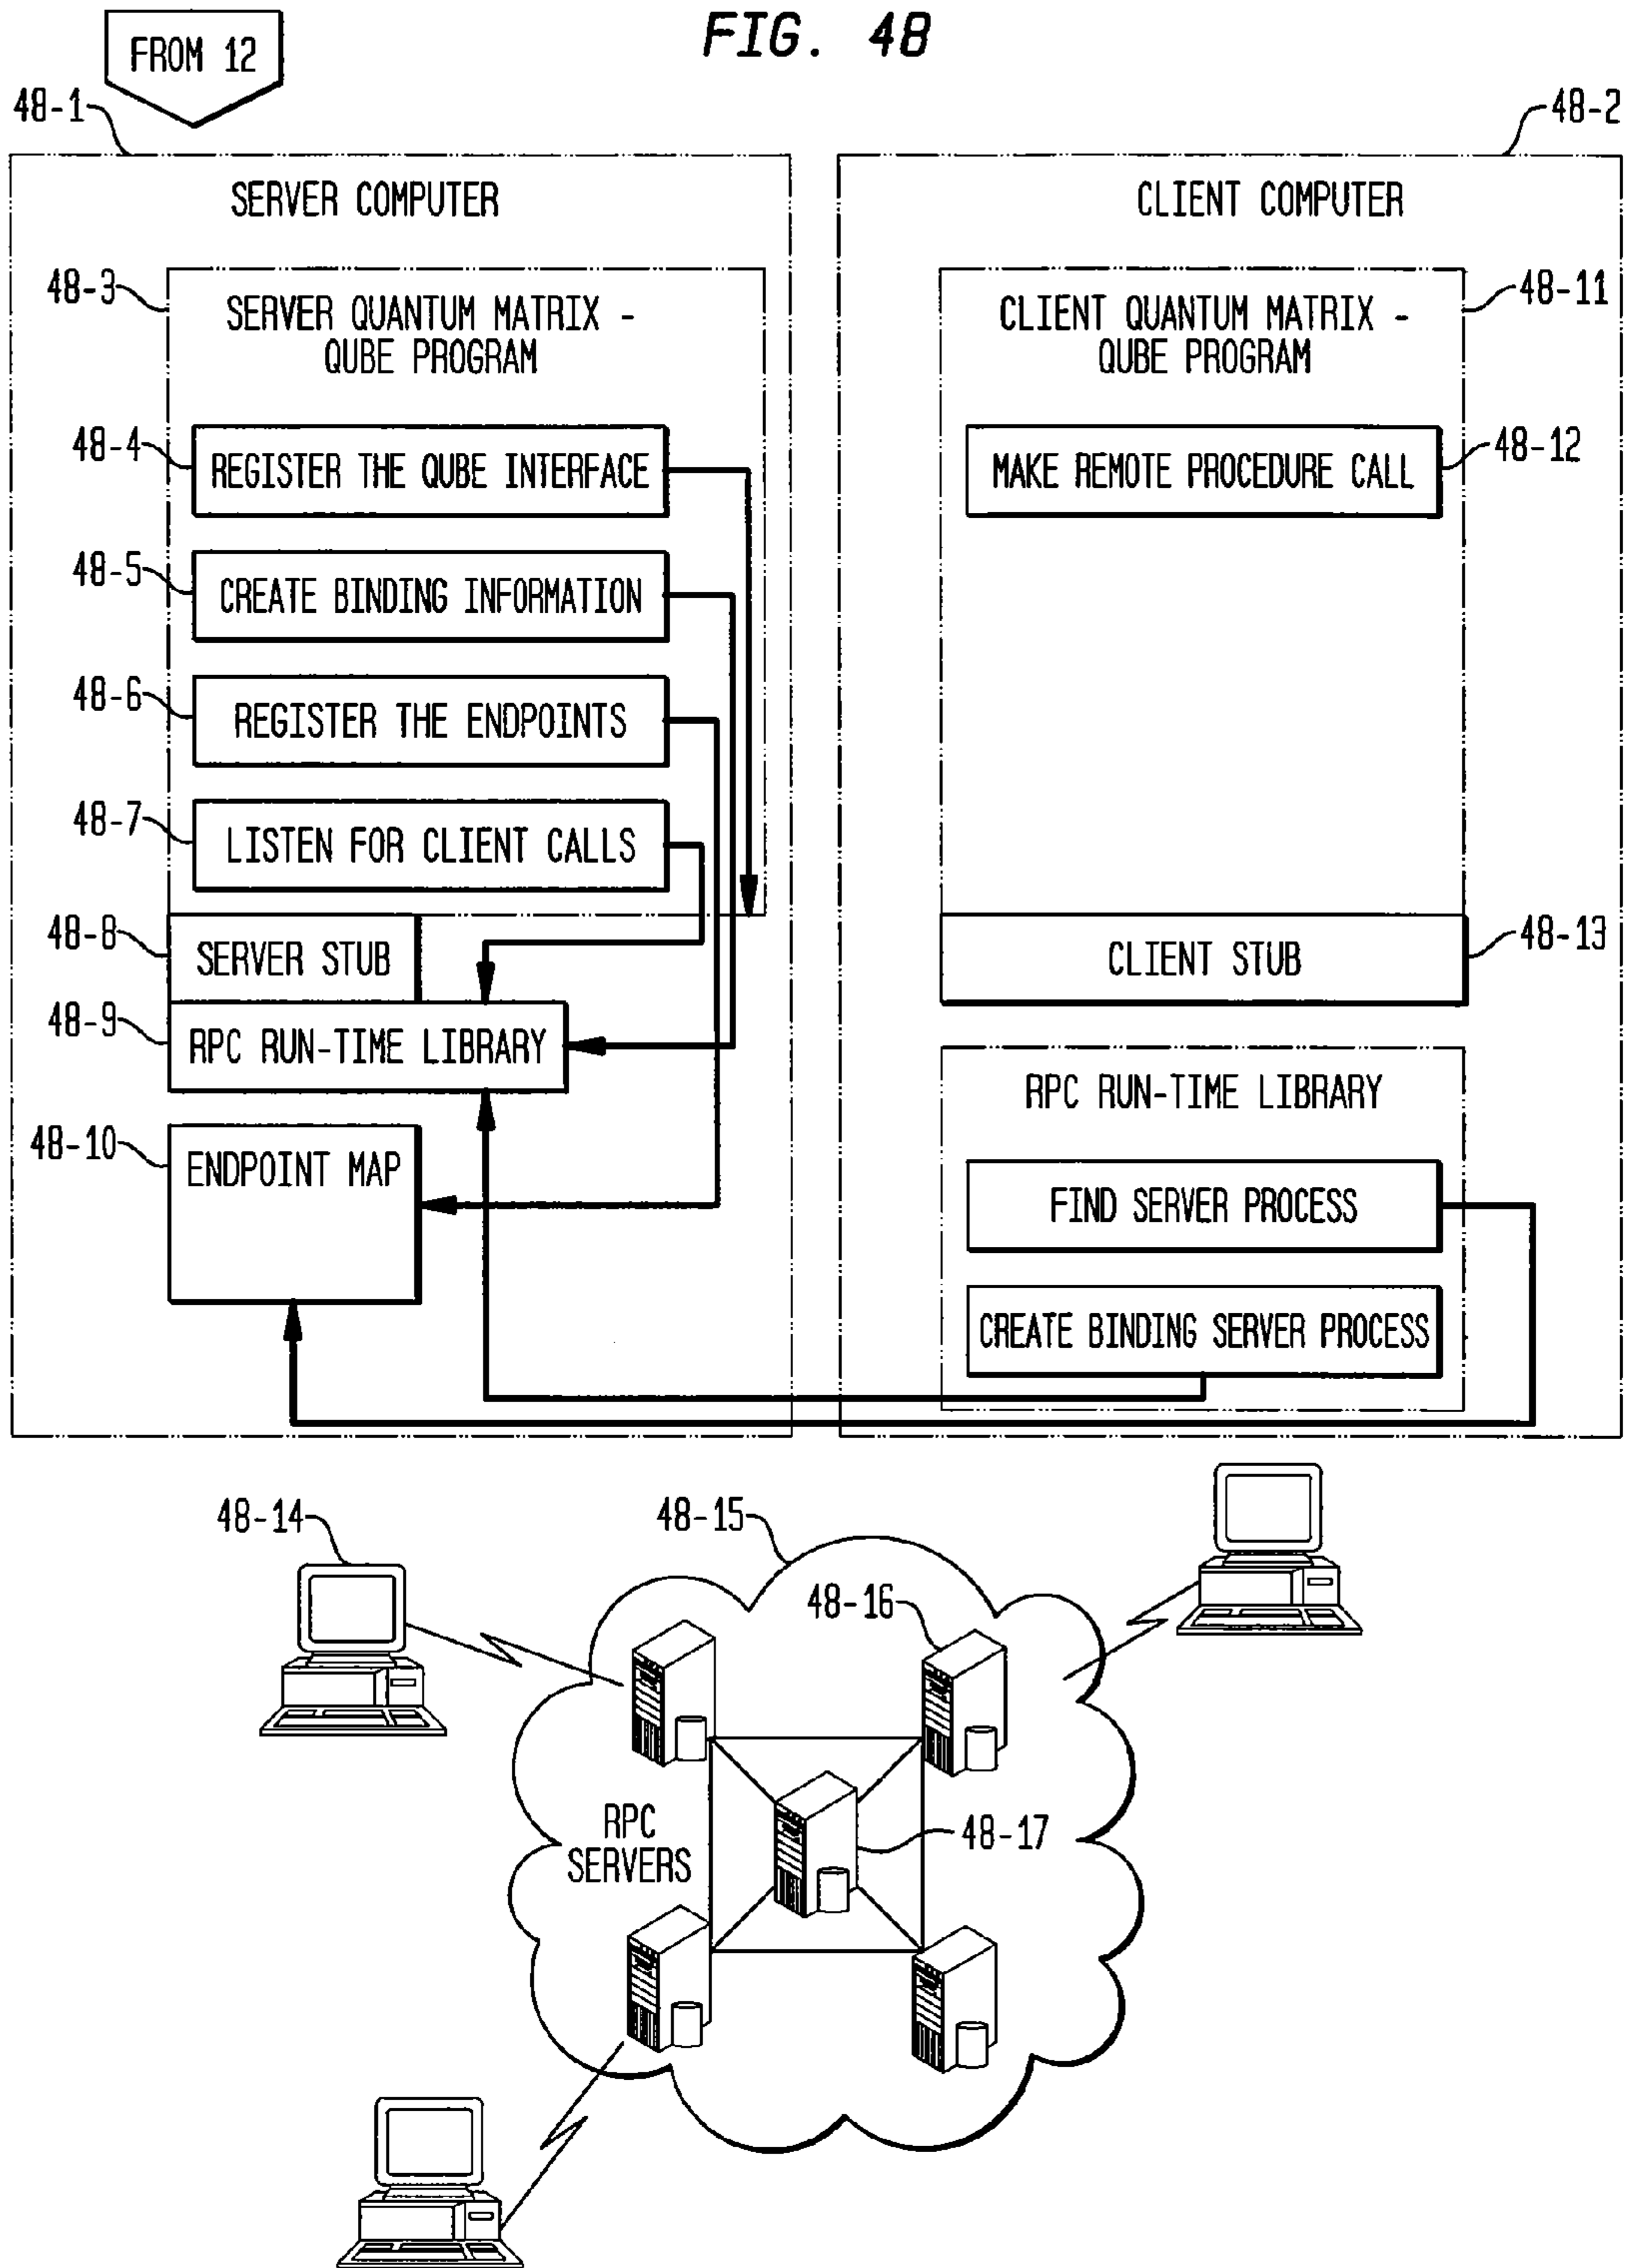 FIG. 48
FROM 12
48-1
48-2
SERVER COMPUTER
CLIENT COMPUTER
48-3
SERVER QUANTUM MATRIX -
QUBE PROGRAM
48-4
REGISTER THE QUBE INTERFACE
48-5
CREATE BINDING INFORMATION
48-6
REGISTER THE ENDPOINTS
48-7
LISTEN FOR CLIENT CALLS
48-8
SERVER STUB
48-9
RPC RUN-TIME LIBRARY
48-10
ENDPOINT MAP
CLIENT QUANTUM MATRIX -
QUBE PROGRAM
48-11
MAKE REMOTE PROCEDURE CALL
48-12
CLIENT STUB
48-13
RPC RUN-TIME LIBRARY
FIND SERVER PROCESS
CREATE BINDING SERVER PROCESS
48-14
48-15
48-16
RPC
SERVERS
48-17